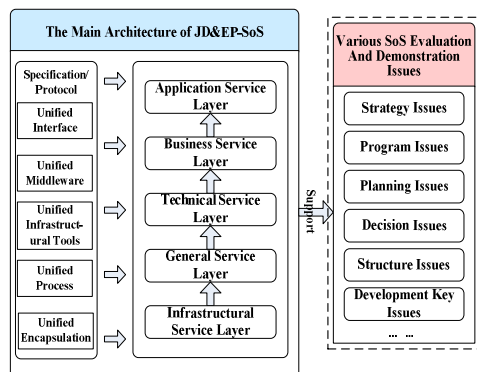 The Main Architecture of JD&EP-SoS
Specification/
Protocol
Unified
Interface
Unified
Middleware
Unified
Infrastruct-
ural Tools
Unified
Process
Unified
Encapsulation
Application Service
Layer
Business Service
Layer
Technical Service
Layer
General Service
Layer
Infrastructural
Service Layer
Support
Various SoS Evaluation
And Demonstration
Issues
Strategy Issues
Program Issues
Planning Issues
Decision Issues
Structure Issues
Development Key
Issues
... ...